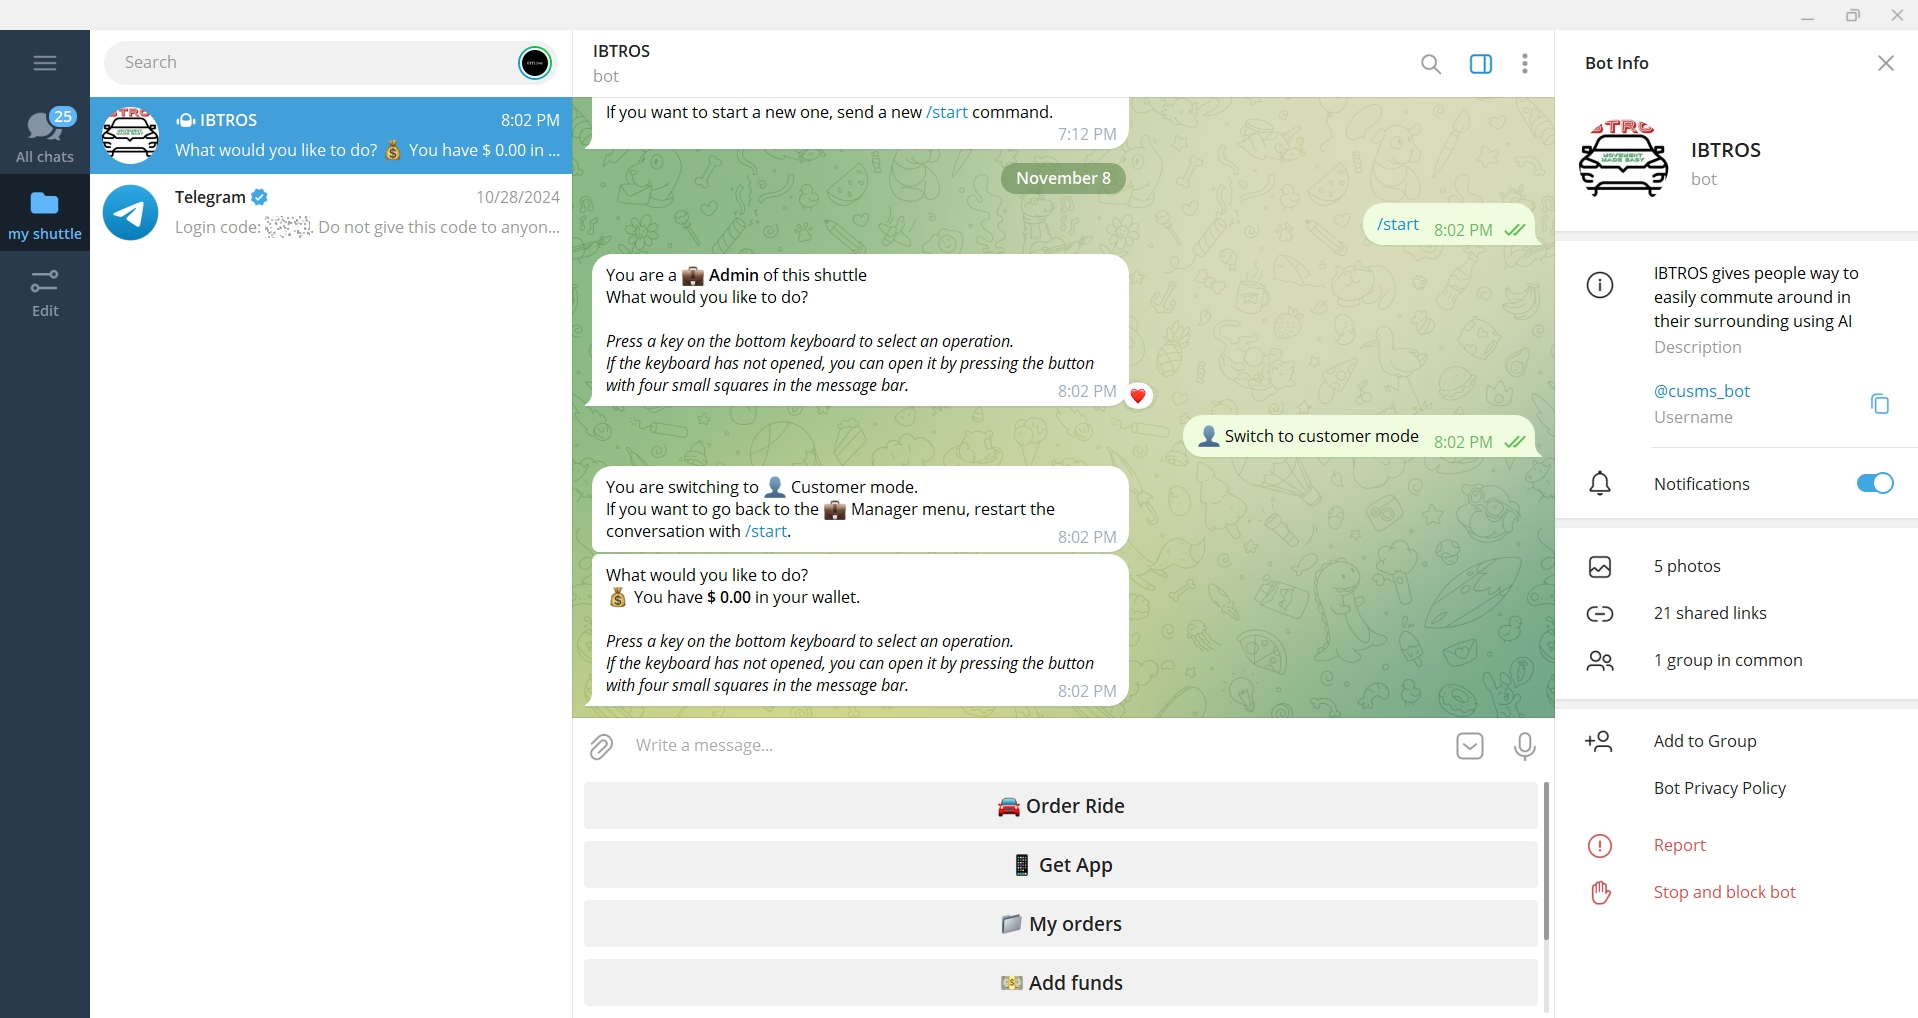 Search
25
All chats
my shuttle
Edit
IBTROS
8:02 PM
What would you like to do? 💰 You have $ 0.00 in ...
Telegram
10/28/2024
Login code: . Do not give this code to anyon...
IBTROS
bot
If you want to start a new one, send a new /start command.
7:12 PM
November 8
/start 8:02 PM
You are a 💼 Admin of this shuttle
What would you like to do?
Press a key on the bottom keyboard to select an operation.
If the keyboard has not opened, you can open it by pressing the button
with four small squares in the message bar.
8:02 PM
👤 Switch to customer mode 8:02 PM
You are switching to 👤 Customer mode.
If you want to go back to the 💼 Manager menu, restart the
conversation with /start.
8:02 PM
What would you like to do?
💰 You have $ 0.00 in your wallet.
Press a key on the bottom keyboard to select an operation.
If the keyboard has not opened, you can open it by pressing the button
with four small squares in the message bar.
8:02 PM
Write a message...
🚘 Order Ride
📱 Get App
📁 My orders
💵 Add funds
Bot Info
STRO
MOVEMENT
MADE EASY
IBTROS
bot
IBTROS gives people way to
easily commute around in
their surrounding using AI
Description
@cusms_bot
Username
Notifications
5 photos
21 shared links
1 group in common
Add to Group
Bot Privacy Policy
Report
Stop and block bot